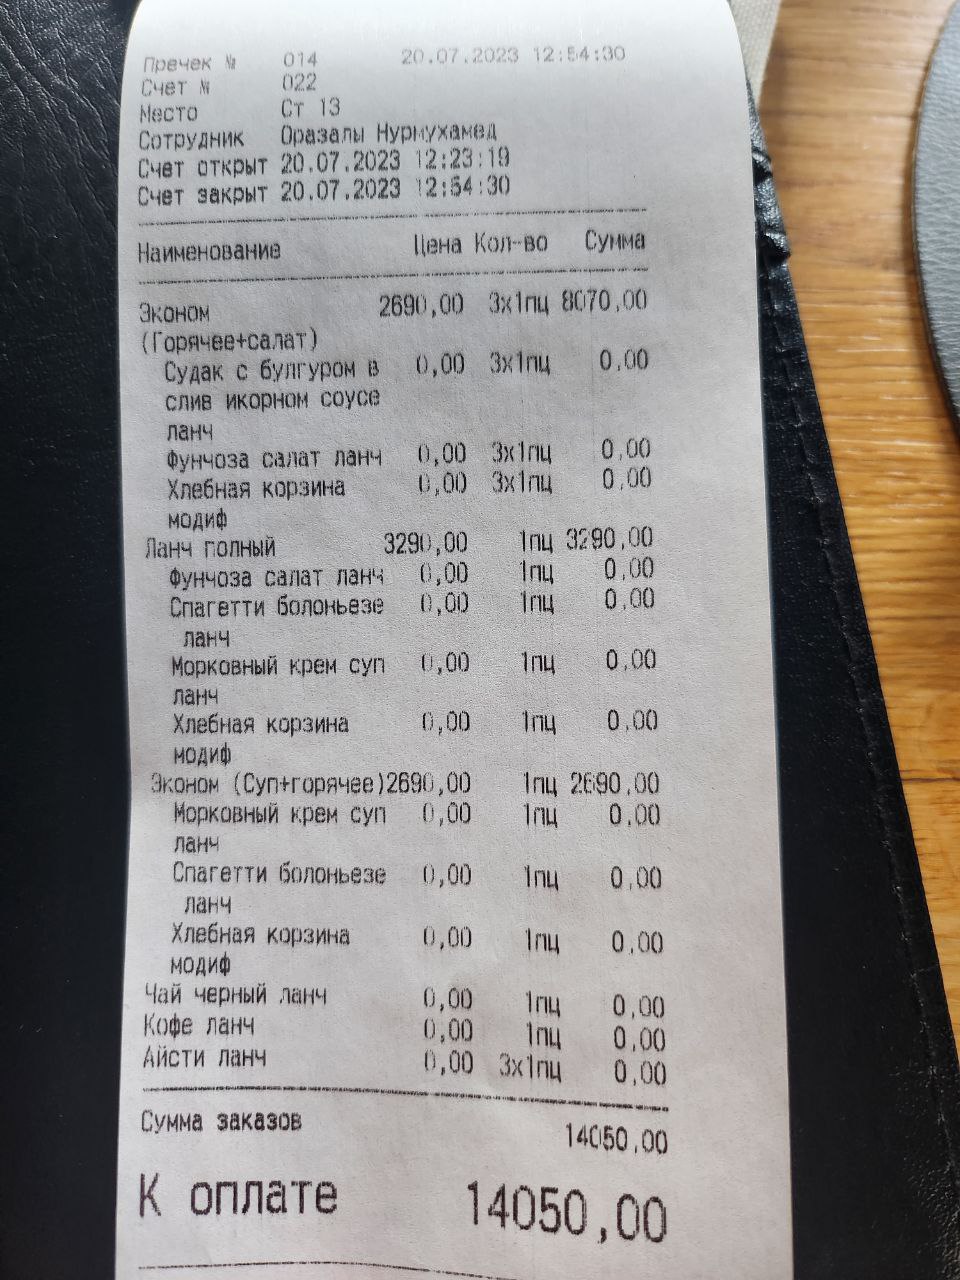 Пречек № 014 20.07.2023 12:54:30
Счет № 022
Место Ст 13
Сотрудник Оразалы Нурмухамед
Счет открыт 20.07.2023 12:23:19
Счет закрыт 20.07.2023 12:54:30
Наименование Цена Кол-во Сумма
Эконом 2690,00 3x1пц 8070,00
(Горячее+салат)
Судак с булгуром в 0,00 3x1пц 0,00
слив икорном соусе
ланч
Фунчоза салат ланч 0,00 3x1пц 0,00
Хлебная корзина 0,00 3x1пц 0,00
модиф
Ланч полный 3290,00 1пц 3290,00
Фунчоза салат ланч 0,00 1пц 0,00
Спагетти болоньезе 0,00 1пц 0,00
ланч
Морковный крем суп 0,00 1пц 0,00
ланч
Хлебная корзина 0,00 1пц 0,00
модиф
Эконом (Суп+горячее)2690,00 1пц 2690,00
Морковный крем суп 0,00 1пц 0,00
ланч
Спагетти болоньезе 0,00 1пц 0,00
ланч
Хлебная корзина 0,00 1пц 0,00
модиф
Чай черный ланч 0,00 1пц 0,00
Кофе ланч 0,00 1пц 0,00
Айсти ланч 0,00 3x1пц 0,00
Сумма заказов 14050,00
К оплате 14050,00